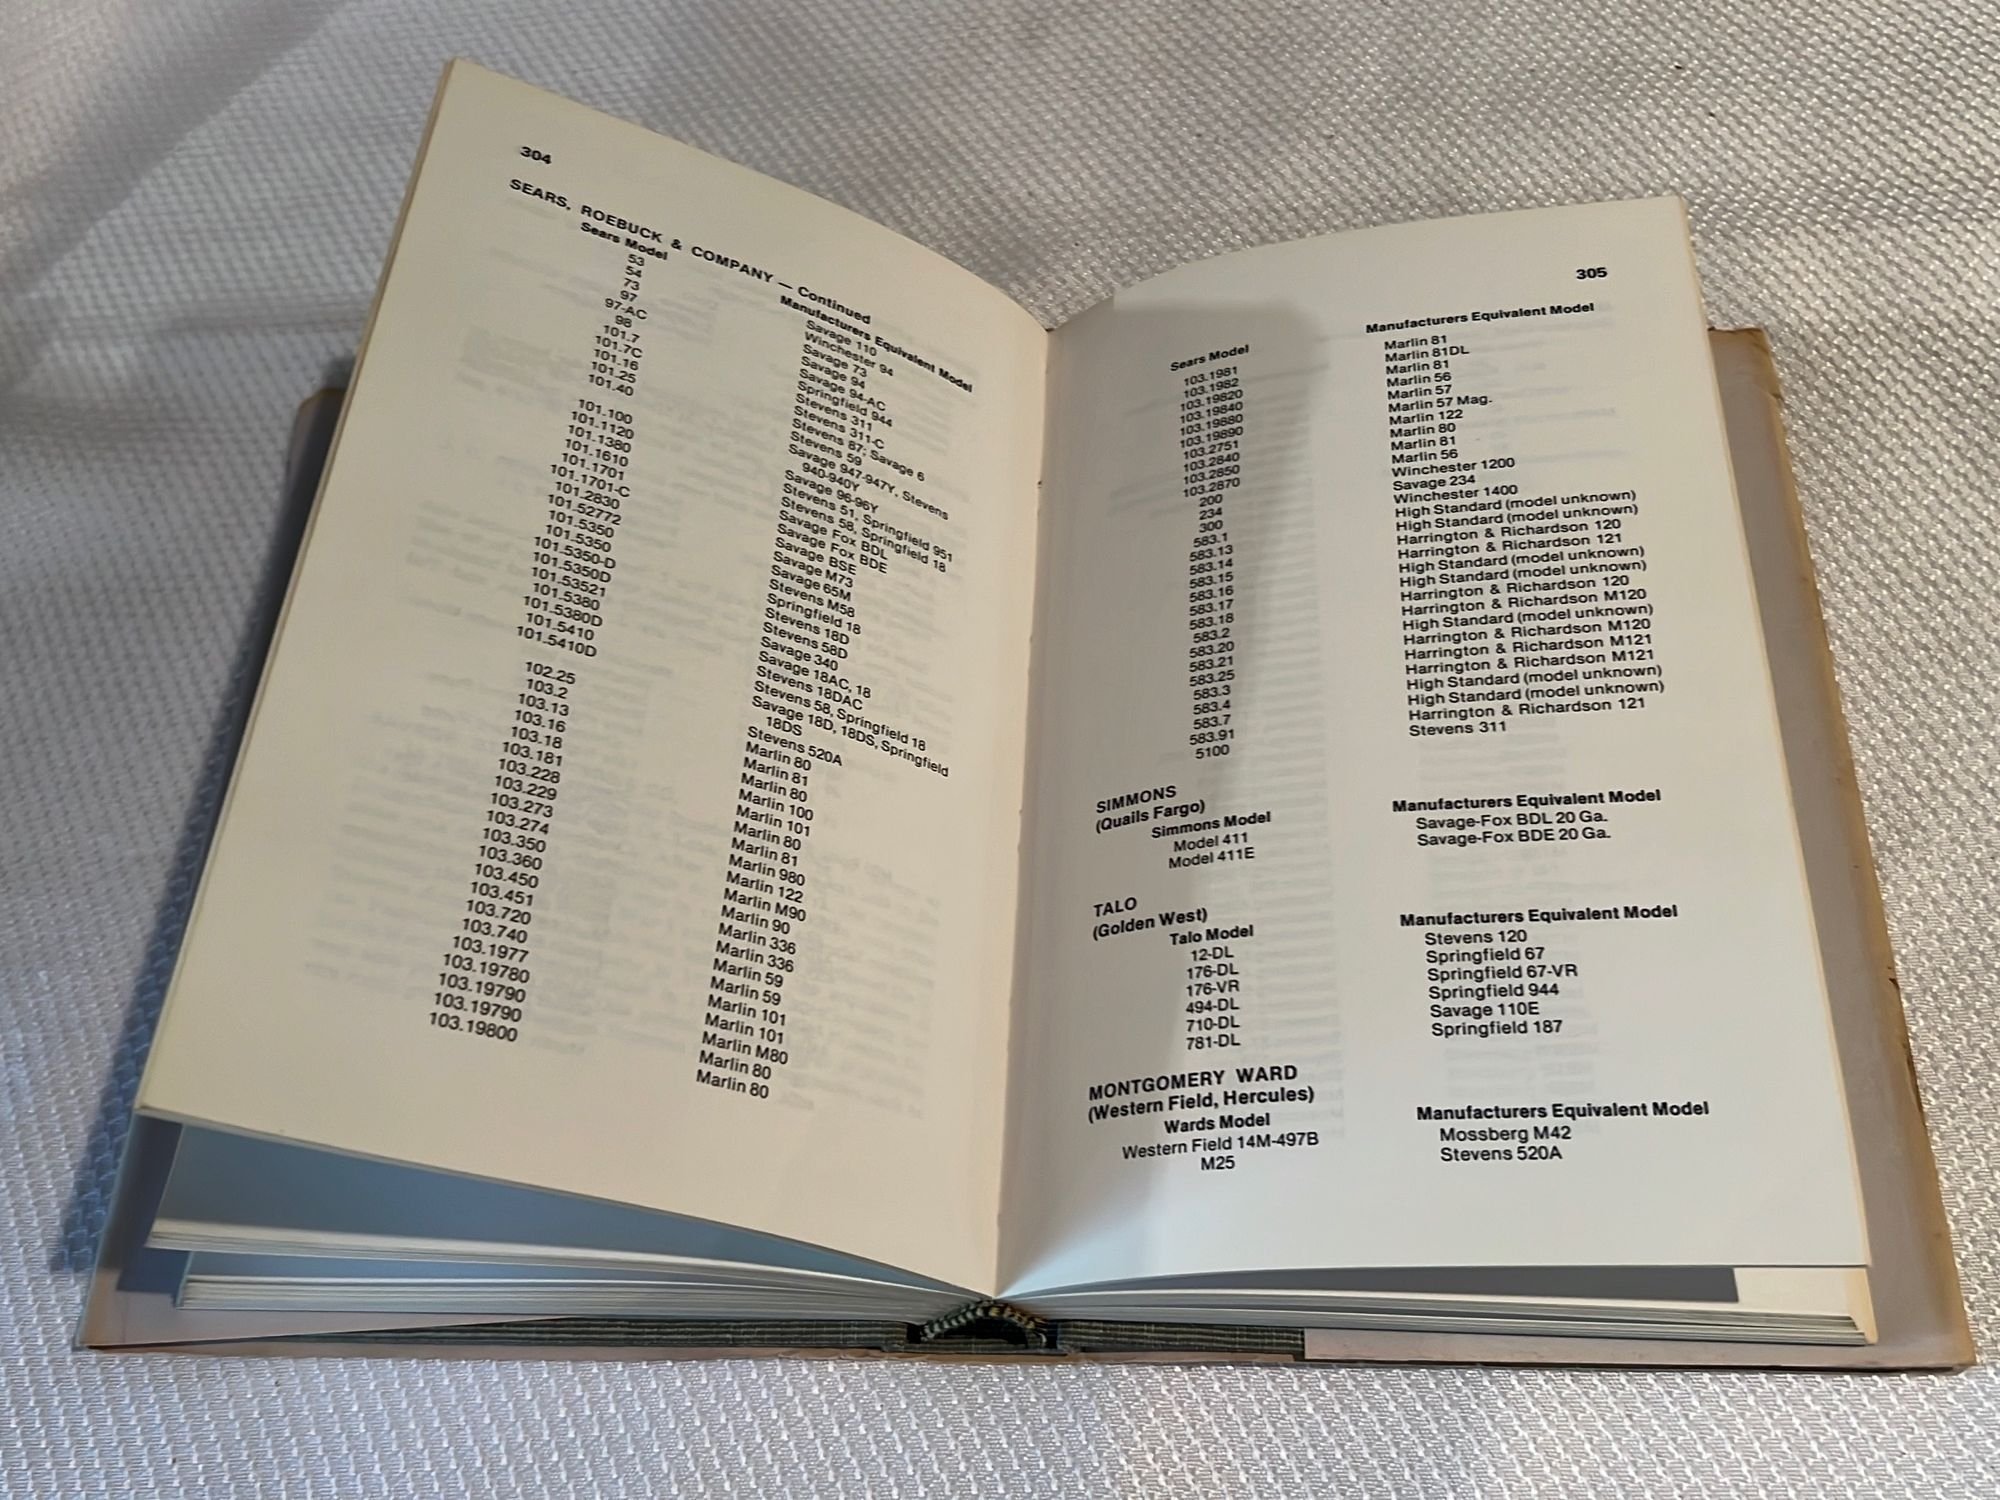 304
SEARS, ROEBUCK & COMPANY — Continued
Sears Model
53
54
73
97
97-AC
98
101.7
101.7C
101.16
101.25
101.40
101.100
101.1120
101.1380
101.1610
101.1701
101.1701-C
101.2830
101.52772
101.5350
101.5350
101.5350-D
101.5350D
101.53521
101.5380
101.5380D
101.5410
101.5410D
102.25
103.2
103.13
103.16
103.18
103.181
103.228
103.229
103.273
103.274
103.350
103.360
103.450
103.451
103.720
103.740
103.1977
103.19780
103.19790
103.19790
103.19800
Manufacturers Equivalent Model
Savage 110
Winchester 94
Savage 73
Savage 94
Savage 94-AC
Springfield 944
Stevens 311
Stevens 311-C
Stevens 87; Savage 6
Stevens 59
Savage 947-947Y, Stevens
940-940Y
Savage 96-96Y
Stevens 51, Springfield 951
Stevens 58, Springfield 18
Savage Fox BDL
Savage Fox BDE
Savage BSE
Savage M73
Savage 65M
Stevens M58
Springfield 18
Stevens 18D
Stevens 58D
Savage 340
Savage 18AC, 18
Stevens 18DAC
Stevens 58, Springfield 18
Savage 18D, 18DS, Springfield
18DS
Stevens 520A
Marlin 80
Marlin 81
Marlin 80
Marlin 100
Marlin 101
Marlin 80
Marlin 81
Marlin 980
Marlin 122
Marlin M90
Marlin 90
Marlin 336
Marlin 336
Marlin 59
Marlin 59
Marlin 101
Marlin 101
Marlin M80
Marlin 80
Marlin 80
305
Sears Model
103.1981
103.1982
103.19820
103.19840
103.19880
103.19890
103.2751
103.2840
103.2850
103.2870
200
234
300
583.1
583.13
583.14
583.15
583.16
583.17
583.18
583.2
583.20
583.21
583.25
583.3
583.4
583.7
583.91
5100
Manufacturers Equivalent Model
Marlin 81
Marlin 81DL
Marlin 81
Marlin 56
Marlin 57
Marlin 57 Mag.
Marlin 122
Marlin 80
Marlin 81
Marlin 56
Winchester 1200
Savage 234
Winchester 1400
High Standard (model unknown)
High Standard (model unknown)
Harrington & Richardson 120
Harrington & Richardson 121
High Standard (model unknown)
High Standard (model unknown)
Harrington & Richardson 120
Harrington & Richardson M120
High Standard (model unknown)
Harrington & Richardson M120
Harrington & Richardson M121
Harrington & Richardson M121
High Standard (model unknown)
High Standard (model unknown)
Harrington & Richardson 121
Stevens 311
SIMMONS
(Quails Fargo)
Simmons Model
Model 411
Model 411E
Manufacturers Equivalent Model
Savage-Fox BDL 20 Ga.
Savage-Fox BDE 20 Ga.
TALO
(Golden West)
Talo Model
12-DL
176-DL
176-VR
494-DL
710-DL
781-DL
Manufacturers Equivalent Model
Stevens 120
Springfield 67
Springfield 67-VR
Springfield 944
Savage 110E
Springfield 187
MONTGOMERY WARD
(Western Field, Hercules)
Wards Model
Western Field 14M-497B
M25
Manufacturers Equivalent Model
Mossberg M42
Stevens 520A